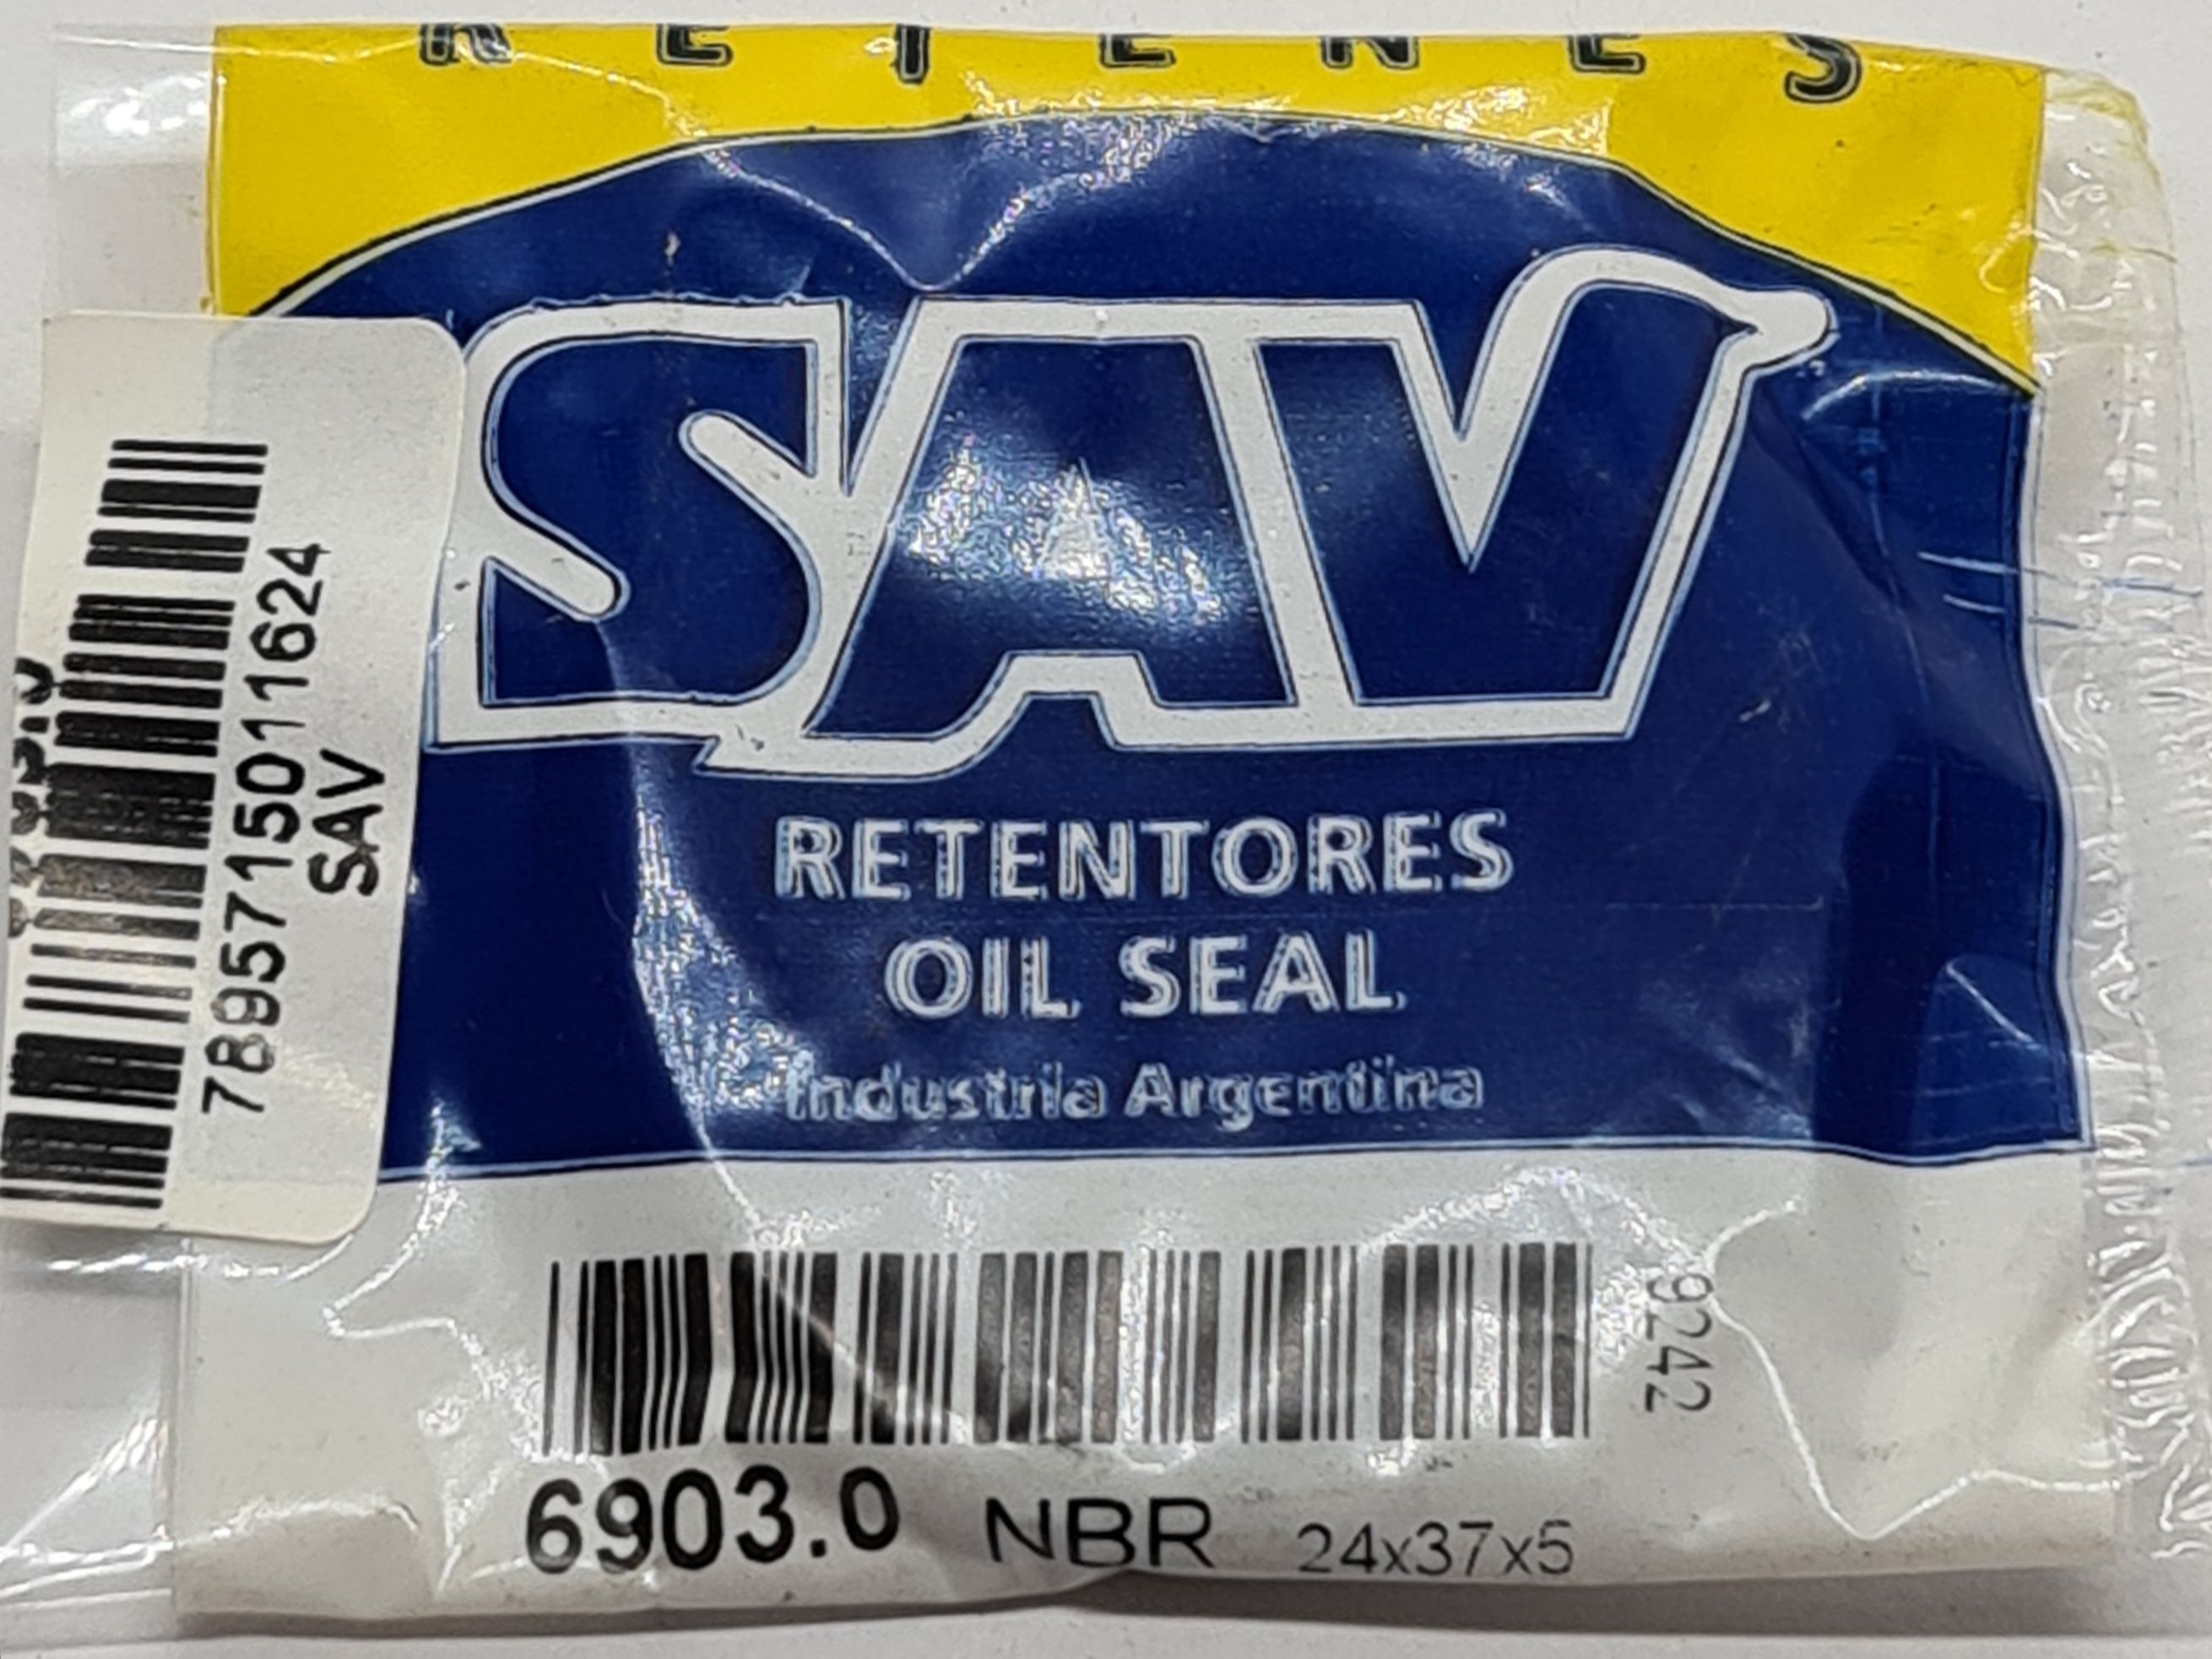 RETENES
SAV
RETENTORES
OIL SEAL
Industria Argentina
7895715011624
SAV
9242
6903.0 NBR 24x37x5